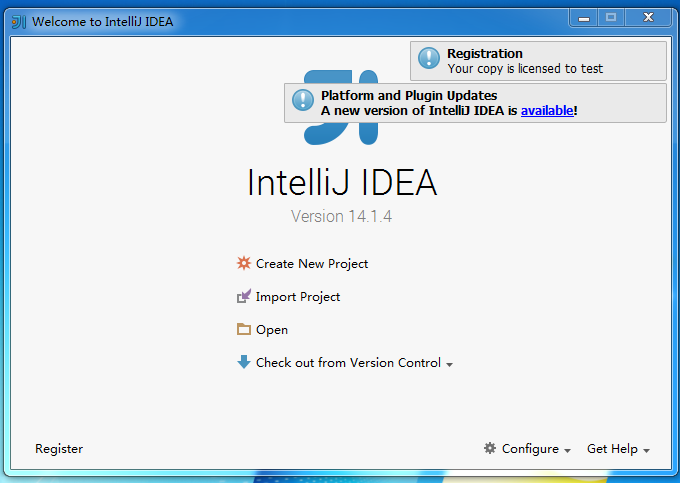 Welcome to IntelliJ IDEA
Registration
Your copy is licensed to test
Platform and Plugin Updates
A new version of IntelliJ IDEA is available!
IntelliJ IDEA
Version 14.1.4
Create New Project
Import Project
Open
Check out from Version Control
Register
Configure
Get Help